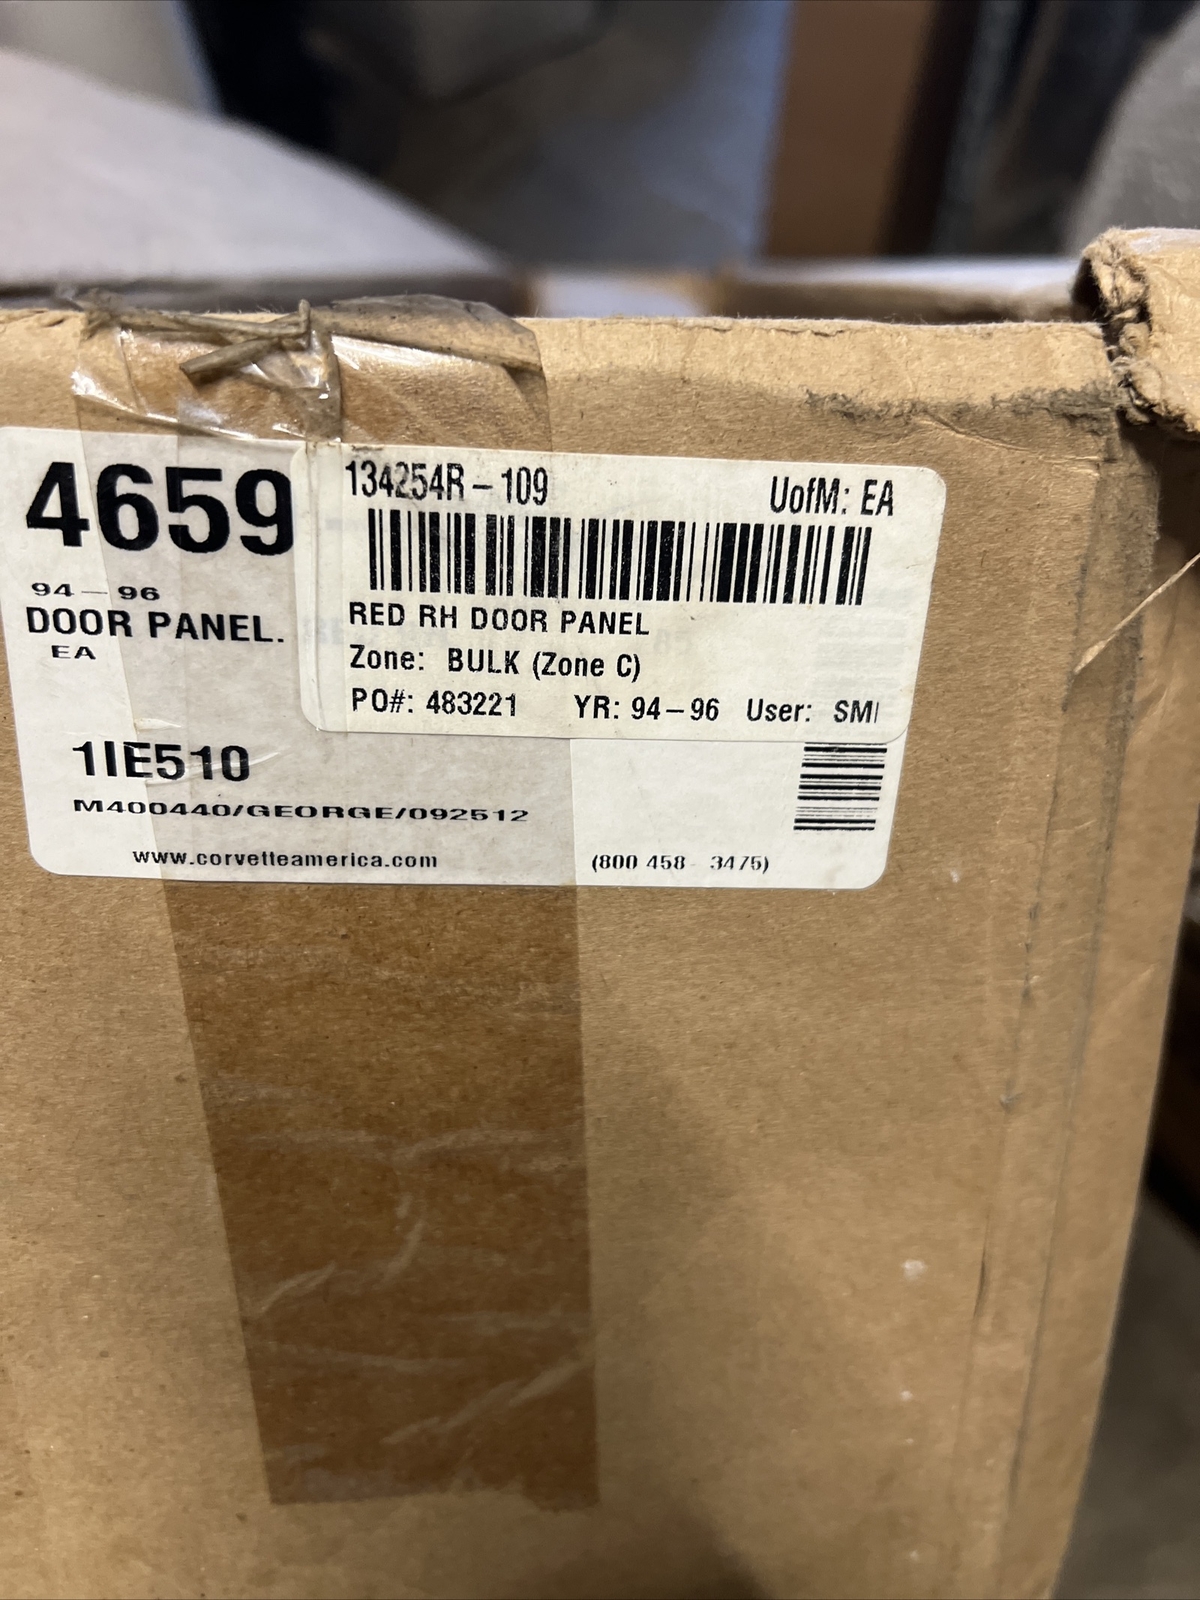 4659
94 — 96
DOOR PANEL.
EA
134254R – 109
UofM: EA
RED RH DOOR PANEL
Zone: BULK (Zone C)
PO#: 483221 YR: 94 – 96 User: SMI
1IE510
M400440/GEORGE/092512
www.corvetteamerica.com
(800 458 3475)